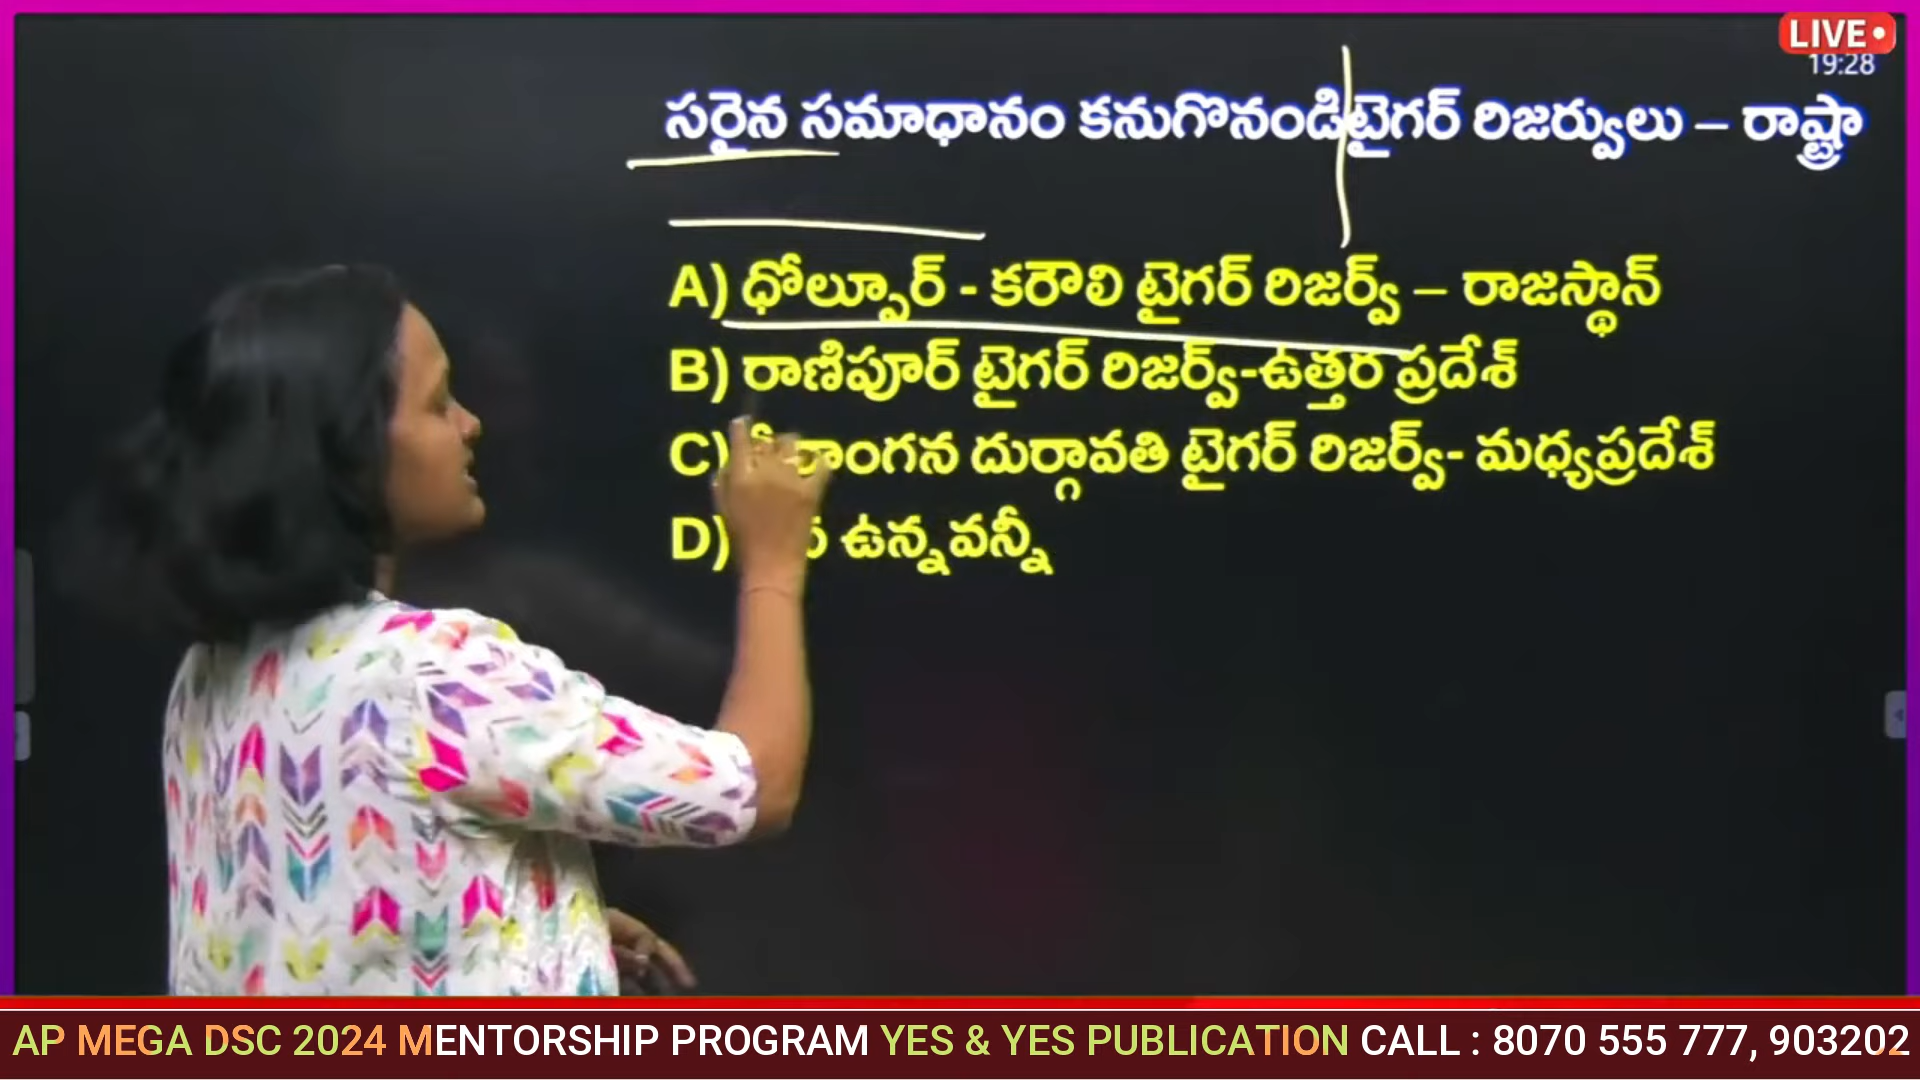 LIVE
19:28
సరైన సమాధానం కనుగొనండి టైగర్ రిజర్వులు – రాష్ట్రా
A) ధోల్పూర్ - కరౌలి టైగర్ రిజర్వ్ – రాజస్థాన్
B) రాణిపూర్ టైగర్ రిజర్వ్-ఉత్తర ప్రదేశ్
C) దుర్గావతి టైగర్ రిజర్వ్- మధ్యప్రదేశ్
D) ఉన్నవన్నీ
AP MEGA DSC 2024 MENTORSHIP PROGRAM YES & YES PUBLICATION CALL : 8070 555 777, 903202